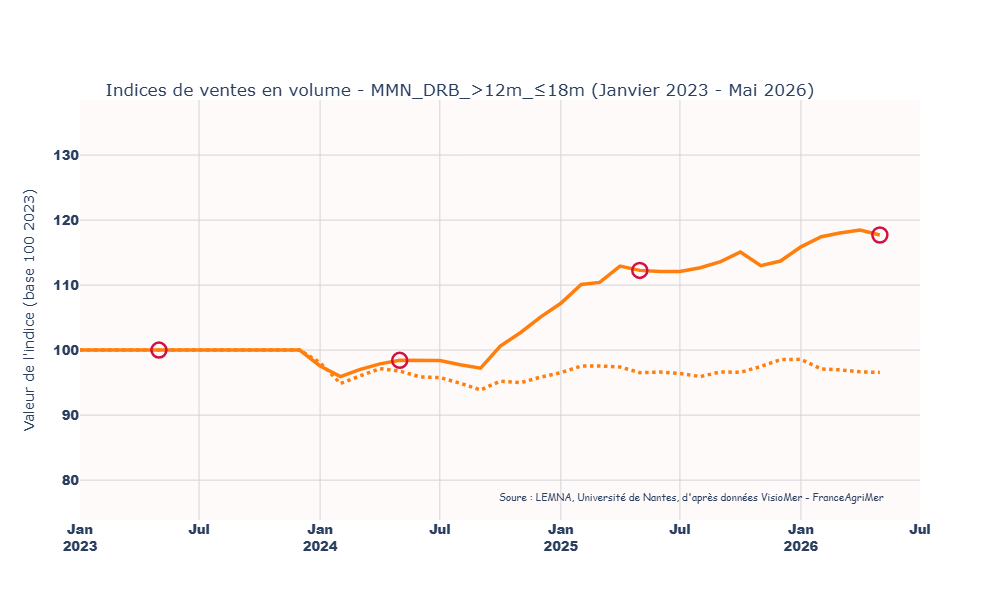 Indices de ventes en volume - MMN_DRB_>12m_≤18m (Janvier 2023 - Mai 2026)
Valeur de l'indice (base 100 2023)
130
120
110
100
90
80
Soure : LEMNA, Université de Nantes, d'après données VisioMer - FranceAgriMer
Jan Jul Jan Jul Jan Jul Jan Jul
2023 2024 2025 2026